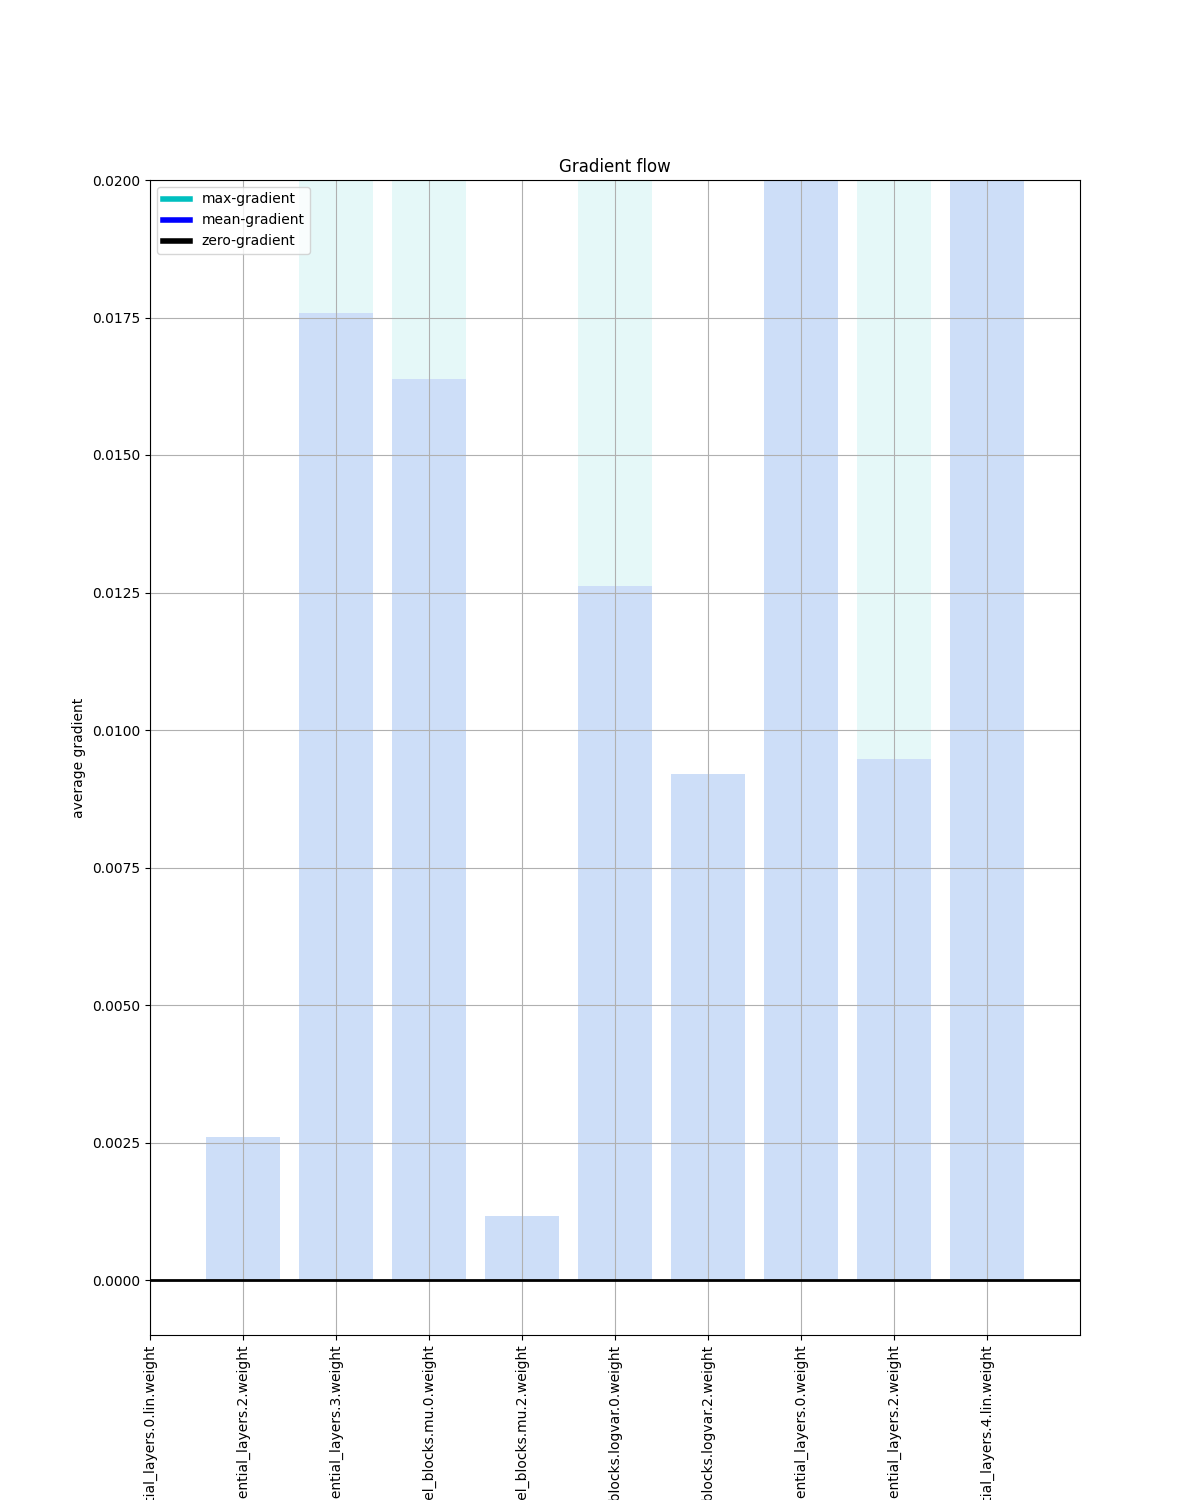 Gradient flow
max-gradient
mean-gradient
zero-gradient
0.0200
0.0175
0.0150
0.0125
0.0100
0.0075
0.0050
0.0025
0.0000
average gradient
tial_layers.0.lin.weight
ential_layers.2.weight
ential_layers.3.weight
el_blocks.mu.0.weight
el_blocks.mu.2.weight
blocks.logvar.0.weight
blocks.logvar.2.weight
ential_layers.0.weight
ential_layers.2.weight
tial_layers.4.lin.weight